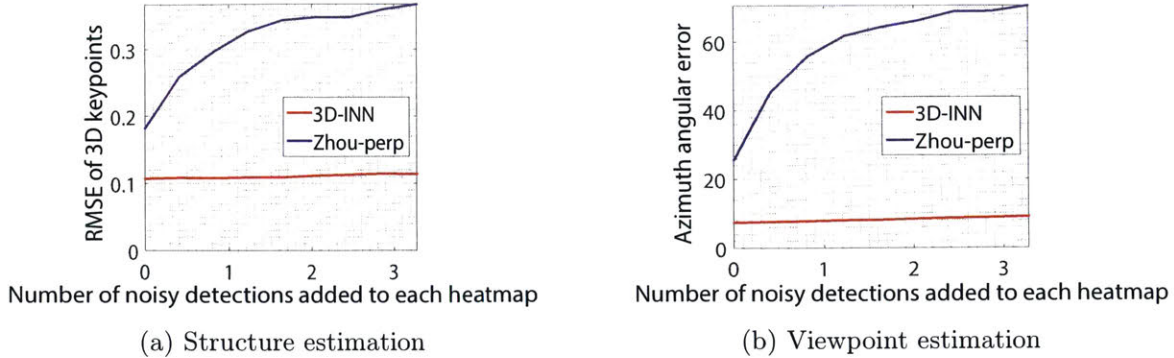 RMSE of 3D keypoints
0.3
0.2
0.1
0
0 1 2 3
3D-INN
Zhou-perp
Number of noisy detections added to each heatmap
(a) Structure estimation
Azimuth angular error
60
40
20
0
0 1 2 3
3D-INN
Zhou-perp
Number of noisy detections added to each heatmap
(b) Viewpoint estimation